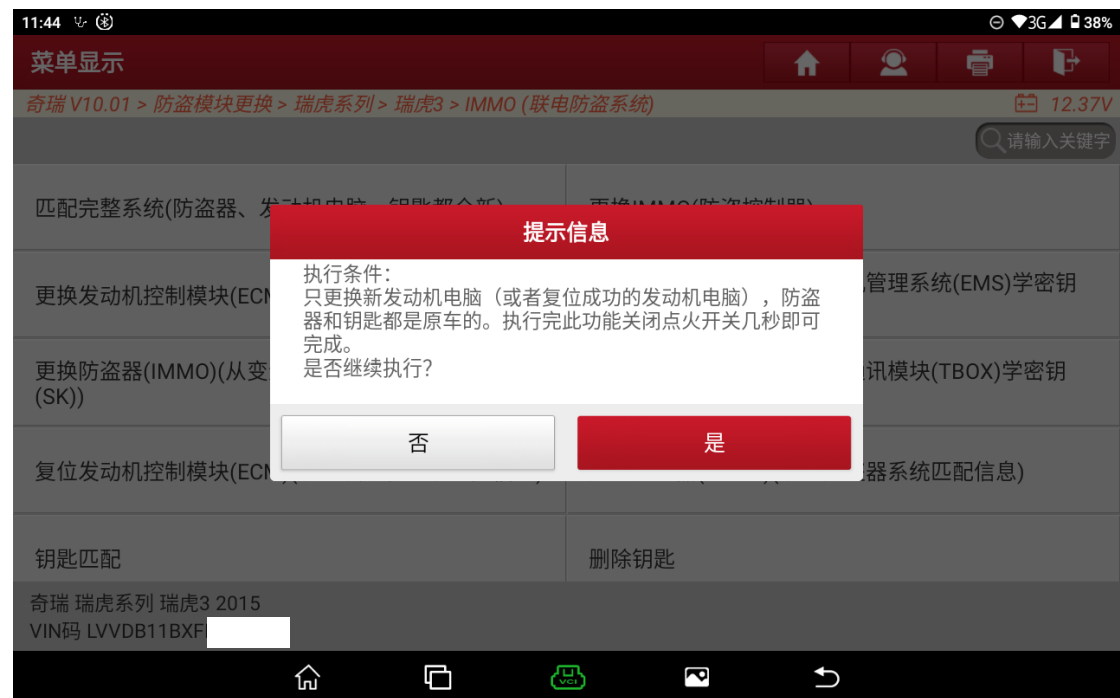 11:44
3G 38%
菜单显示
奇瑞 V10.01 > 防盗模块更换 > 瑞虎系列 > 瑞虎3 > IMMO (联电防盗系统)
12.37V
请输入关键字
匹配完整系统(防盗器、发
提示信息
执行条件：
只更换新发动机电脑（或者复位成功的发动机电脑），防盗
器和钥匙都是原车的。执行完此功能关闭点火开关几秒即可
完成。
是否继续执行？
否
是
更换发动机控制模块(ECM
管理系统(EMS)学密钥
更换防盗器(IMMO)(从变
(SK))
讯模块(TBOX)学密钥
复位发动机控制模块(ECM
器系统匹配信息)
钥匙匹配
删除钥匙
奇瑞 瑞虎系列 瑞虎3 2015
VIN码 LVVDB11BXF
VCI